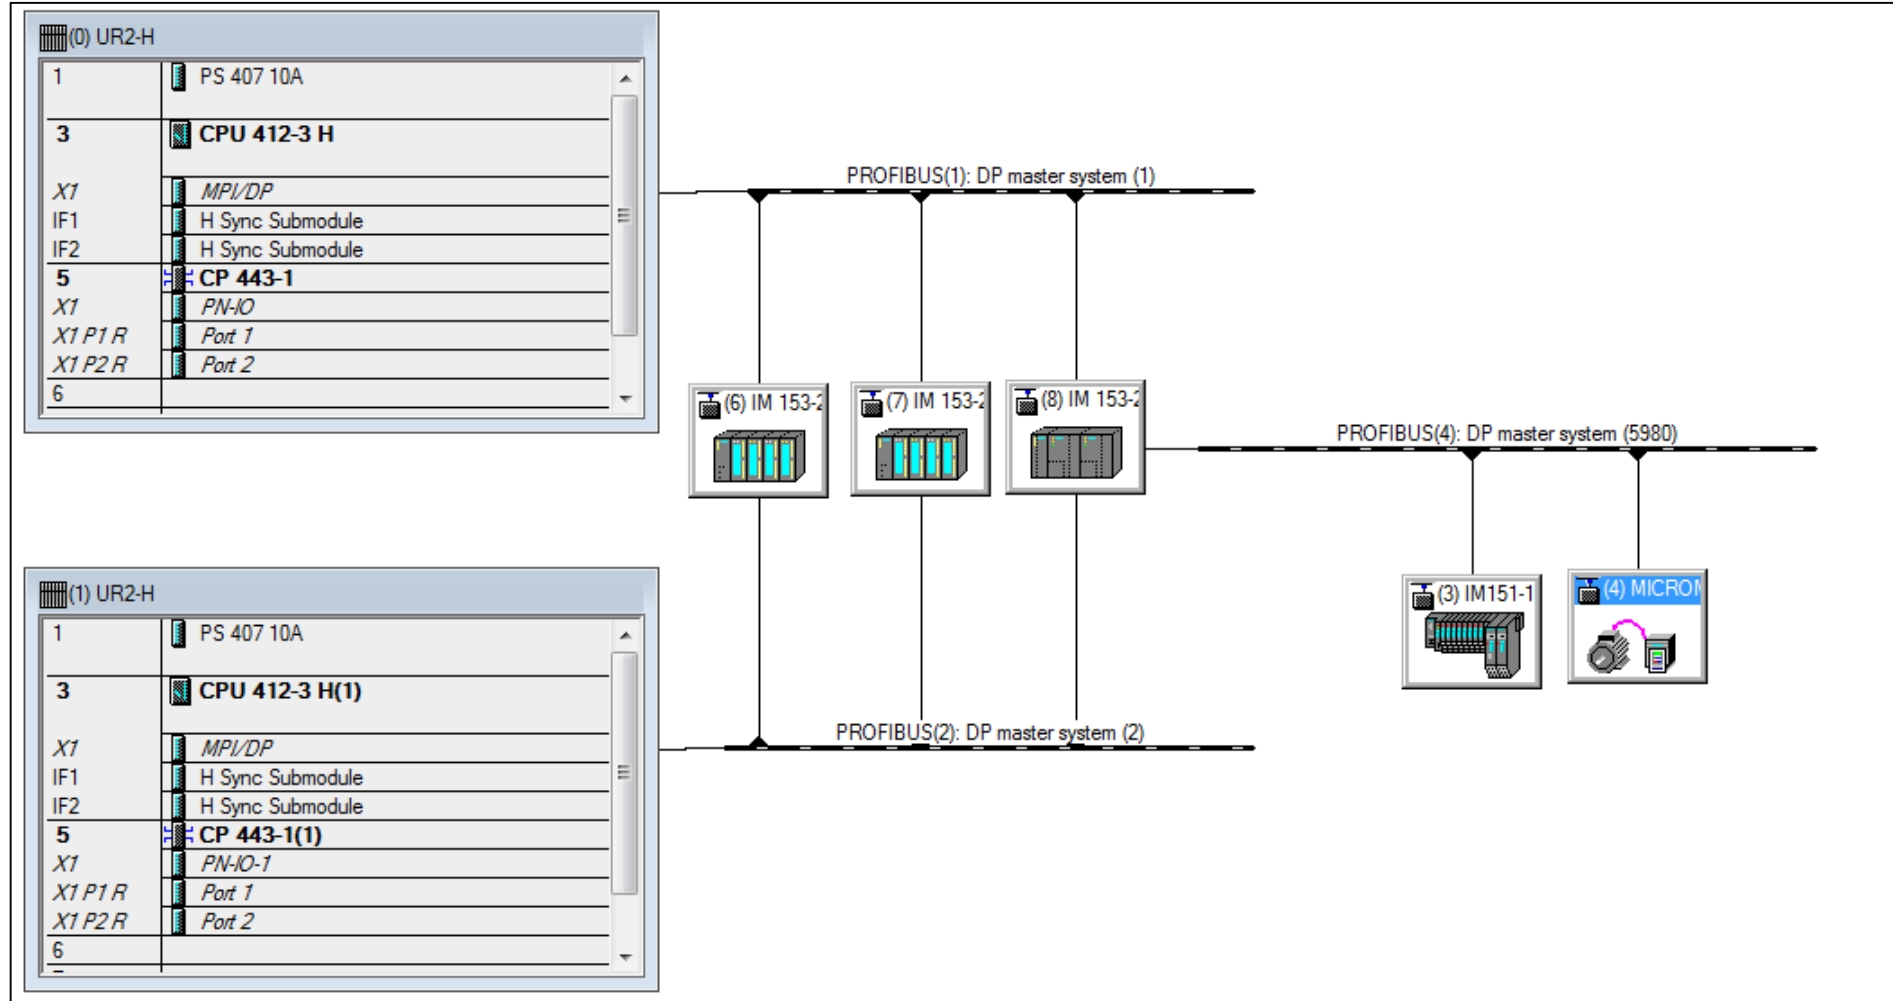 (0) UR2-H
1 PS 407 10A
3 CPU 412-3 H
X1 MPI/DP
IF1 H Sync Submodule
IF2 H Sync Submodule
5 CP 443-1
X1 PN-IO
X1 P1 R Port 1
X1 P2 R Port 2
6
PROFIBUS(1): DP master system (1)
(6) IM 153-2
(7) IM 153-2
(8) IM 153-2
PROFIBUS(4): DP master system (5980)
(3) IM151-1
(4) MICROM
PROFIBUS(2): DP master system (2)
(1) UR2-H
1 PS 407 10A
3 CPU 412-3 H(1)
X1 MPI/DP
IF1 H Sync Submodule
IF2 H Sync Submodule
5 CP 443-1(1)
X1 PN-IO-1
X1 P1 R Port 1
X1 P2 R Port 2
6